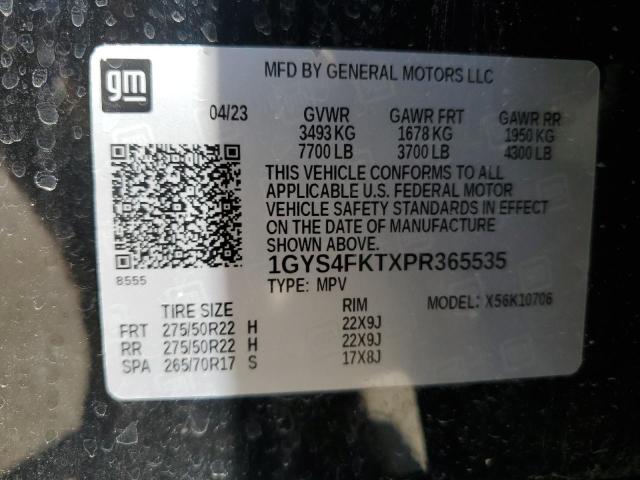 gm
MFD BY GENERAL MOTORS LLC
04/23 GVWR GAWR FRT GAWR RR
3493 KG 1678 KG 1950 KG
7700 LB 3700 LB 4300 LB
THIS VEHICLE CONFORMS TO ALL
APPLICABLE U.S. FEDERAL MOTOR
VEHICLE SAFETY STANDARDS IN EFFECT
ON THE DATE OF MANUFACTURE
SHOWN ABOVE.
1GYS4FKTXPR365535
8555
TYPE: MPV MODEL: X56K10706
TIRE SIZE RIM
FRT 275/50R22 H 22X9J
RR 275/50R22 H 22X9J
SPA 265/70R17 S 17X8J